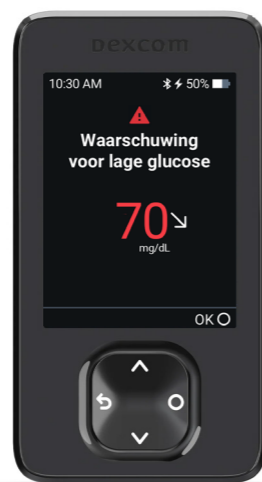 Dexcom
10:30 AM 50%
Waarschuwing
voor lage glucose
70
mg/dL
OK